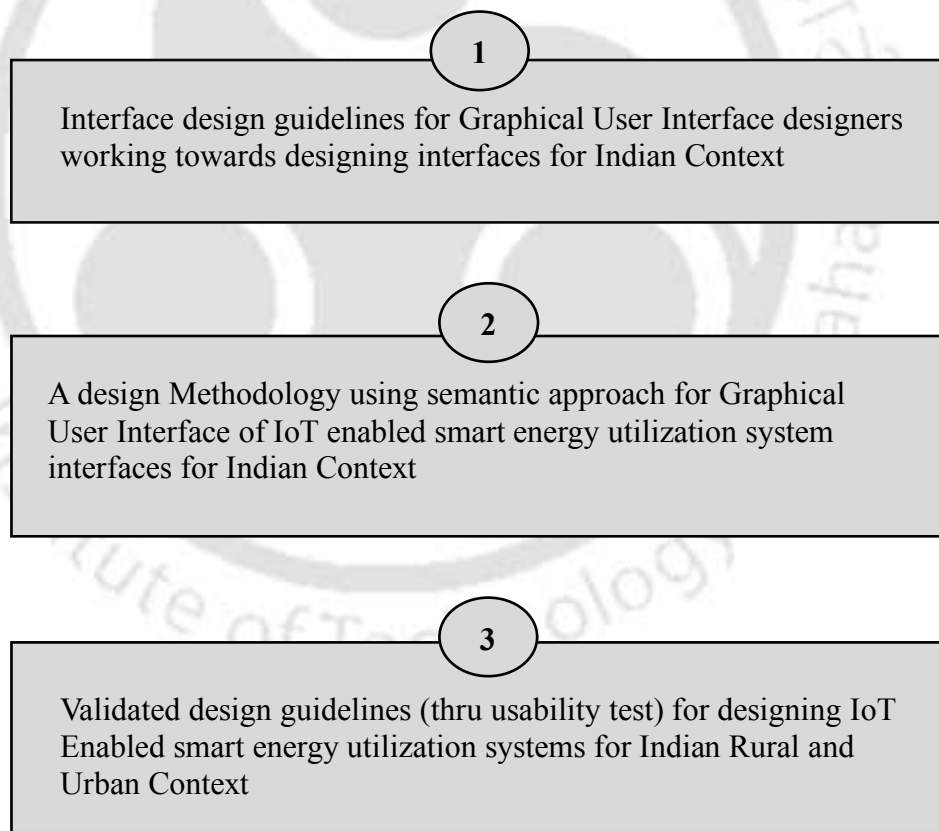 1
Interface design guidelines for Graphical User Interface designers
working towards designing interfaces for Indian Context
2
A design Methodology using semantic approach for Graphical
User Interface of IoT enabled smart energy utilization system
interfaces for Indian Context
3
Validated design guidelines (thru usability test) for designing IoT
Enabled smart energy utilization systems for Indian Rural and
Urban Context